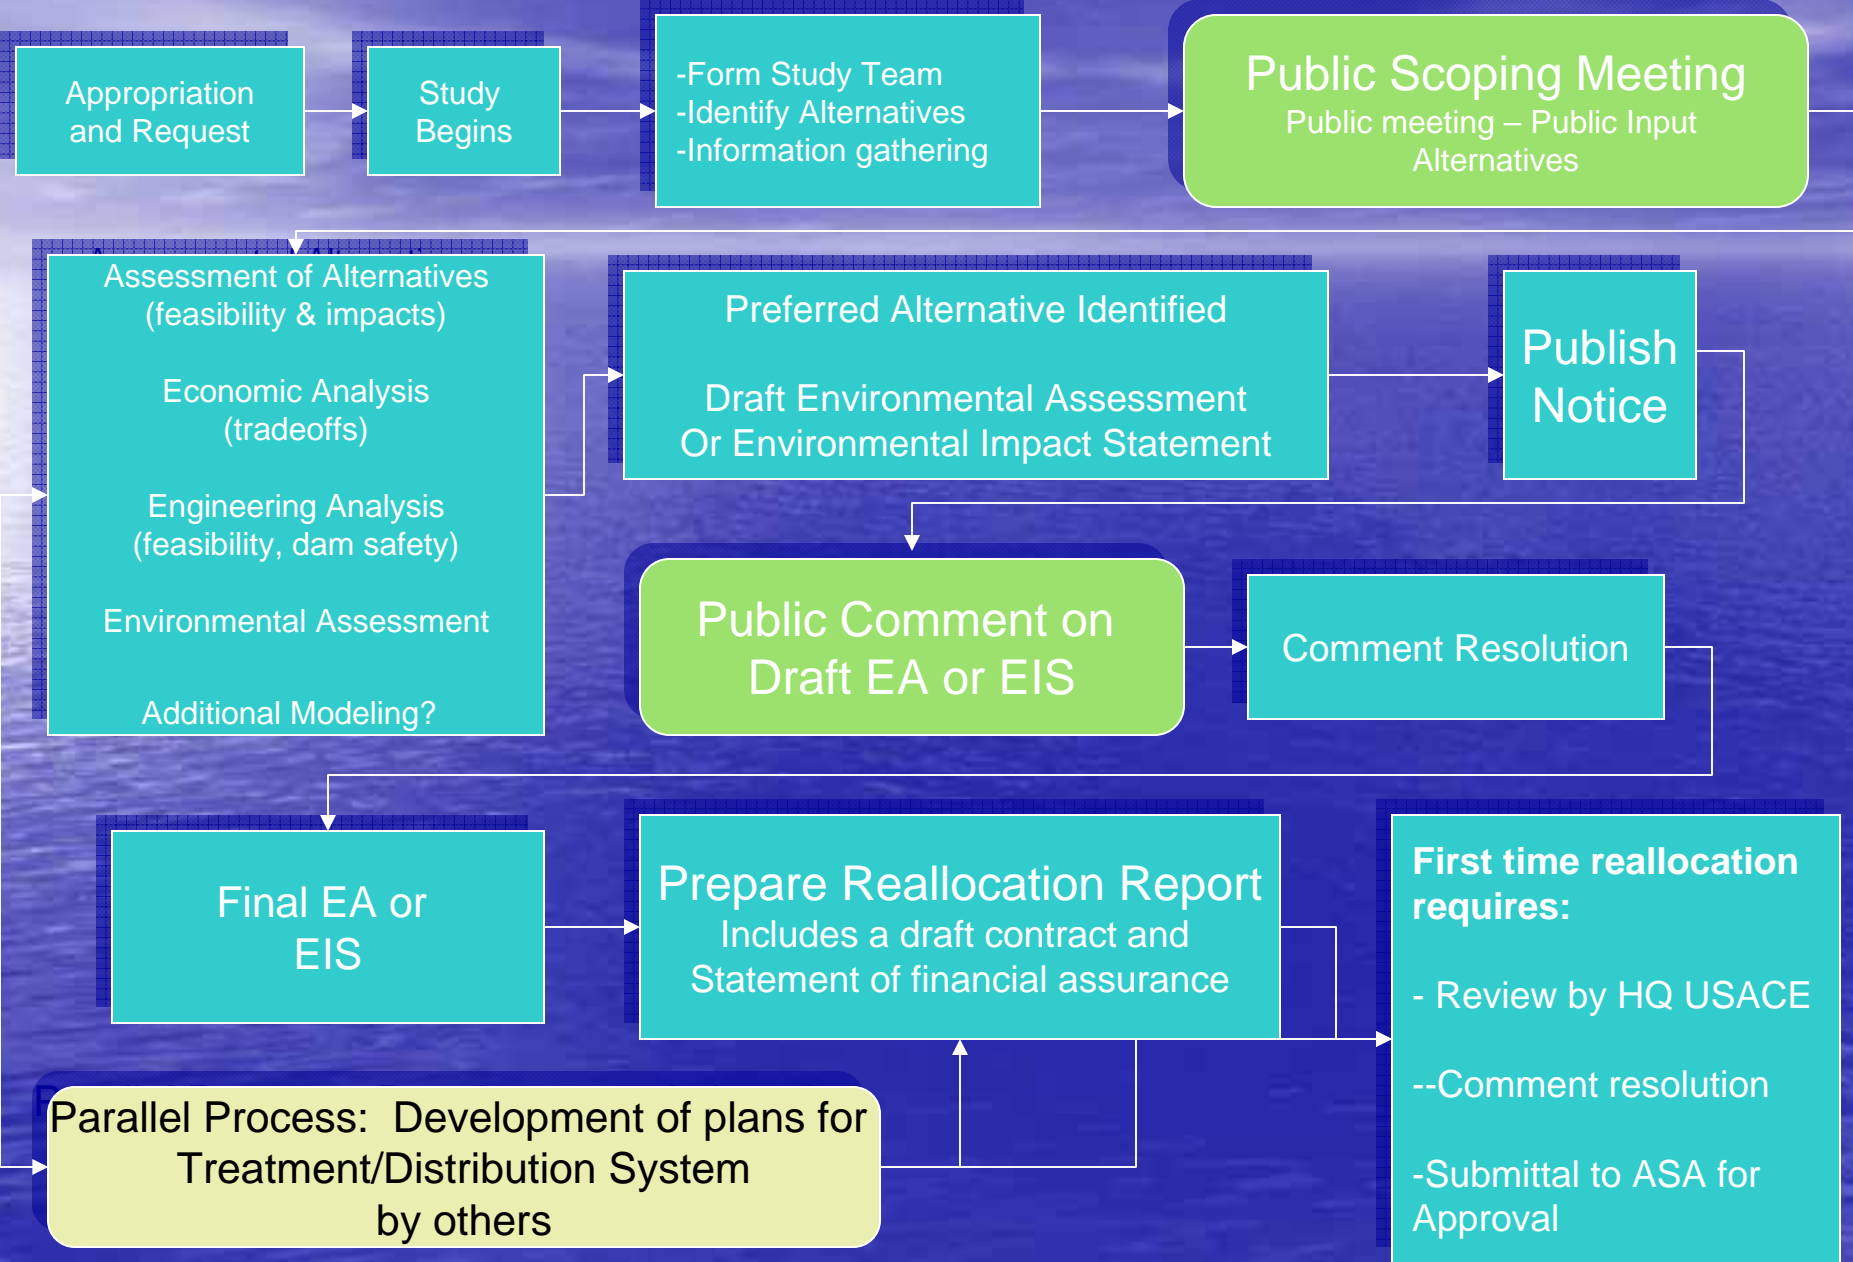 Appropriation
and Request
Study
Begins
-Form Study Team
-Identify Alternatives
-Information gathering
Public Scoping Meeting
Public meeting – Public Input
Alternatives
Assessment of Alternatives
(feasibility & impacts)
Economic Analysis
(tradeoffs)
Engineering Analysis
(feasibility, dam safety)
Environmental Assessment
Additional Modeling?
Preferred Alternative Identified
Draft Environmental Assessment
Or Environmental Impact Statement
Publish
Notice
Public Comment on
Draft EA or EIS
Comment Resolution
Final EA or
EIS
Prepare Reallocation Report
Includes a draft contract and
Statement of financial assurance
First time reallocation
requires:
- Review by HQ USACE
--Comment resolution
-Submittal to ASA for
Approval
Parallel Process:  Development of plans for
Treatment/Distribution System
by others